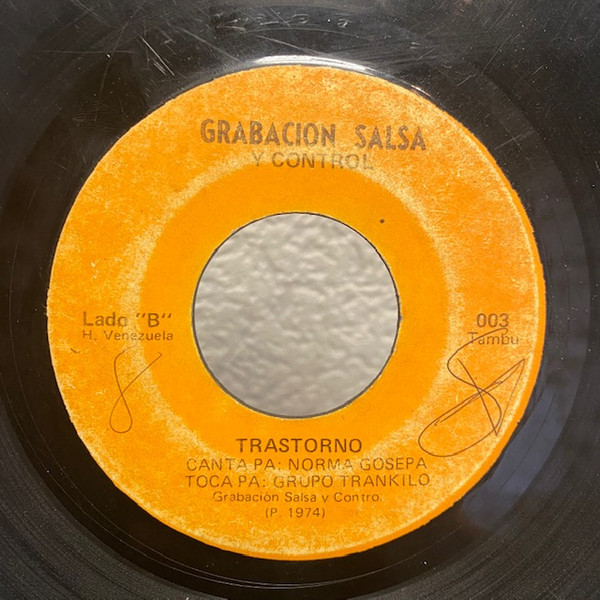 GRABACION SALSA
Y CONTROL
Lado "B"
H. Venezuela
003
Tambu
8
TRASTORNO
CANTA PA: NORMA GOSEPA
TOCA PA: GRUPO TRANKILO
Grabación Salsa y Contro
(P. 1974)